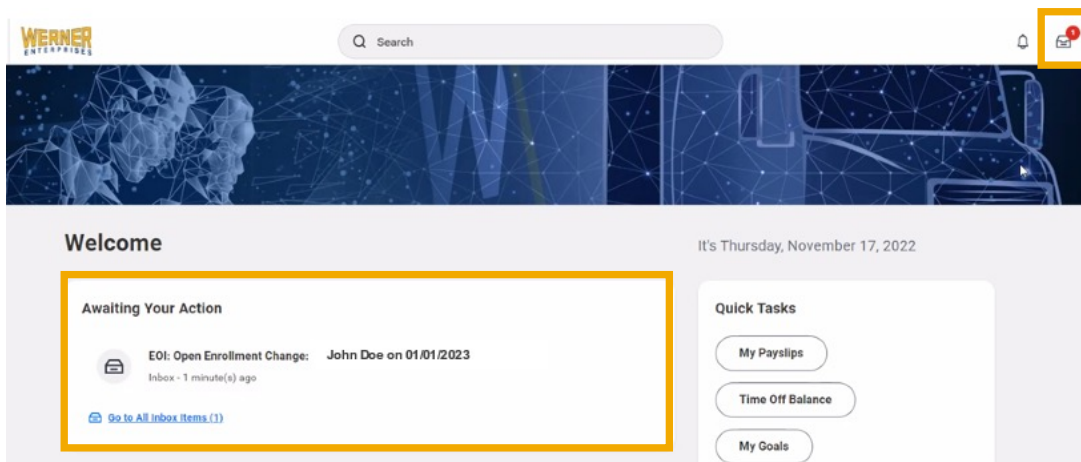 WERNER
ENTERPRISES
Search
1
Welcome
It's Thursday, November 17, 2022
Awaiting Your Action
EOI: Open Enrollment Change: John Doe on 01/01/2023
Inbox - 1 minute(s) ago
Go to All Inbox Items (1)
Quick Tasks
My Payslips
Time Off Balance
My Goals